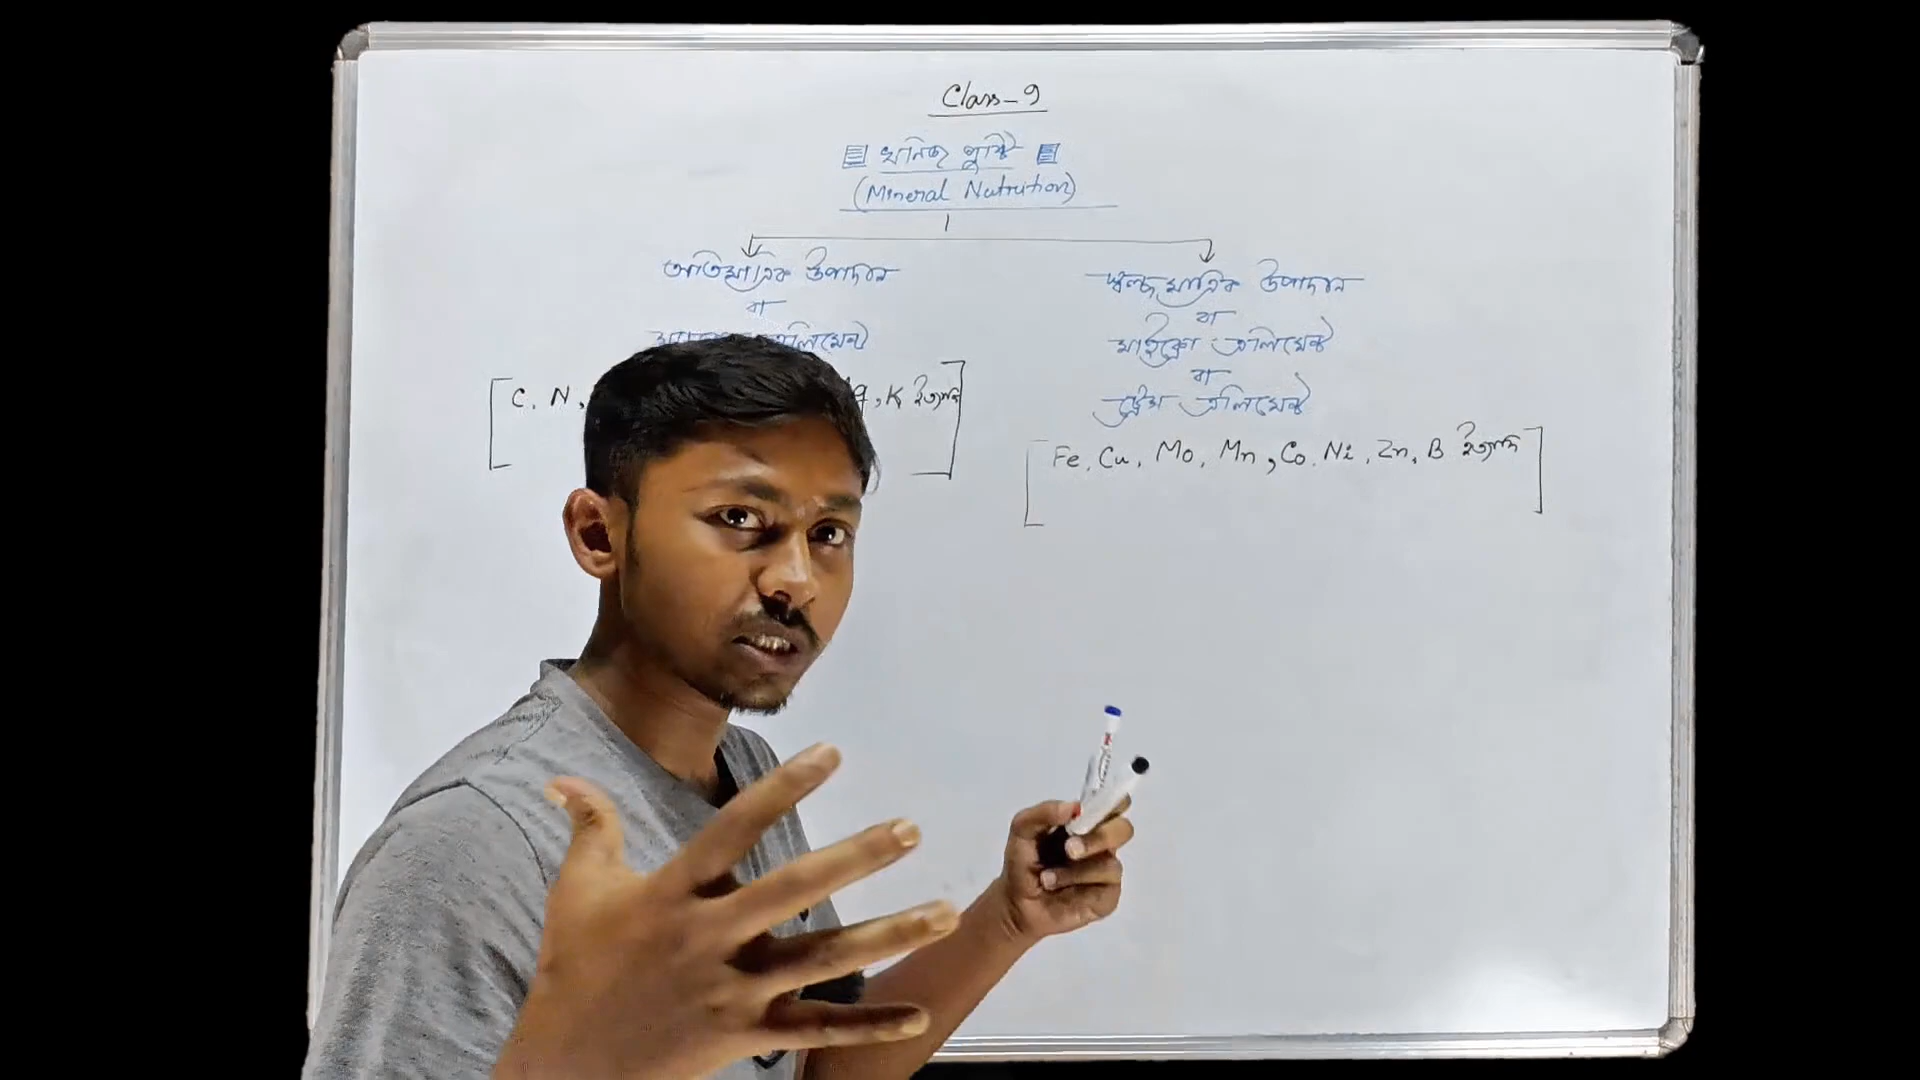 Class-9
খনিজ পুষ্টি
(Mineral Nutrition)
অতিমাত্রিক উপাদান
বা
এলিমেন্ট
[C, N, , K ইত্যাদি]
স্বল্পমাত্রিক উপাদান
বা
মাইক্রো এলিমেন্ট
বা
ট্রেস এলিমেন্ট
[Fe, Cu, Mo, Mn, Co, Ni, Zn, B ইত্যাদি]